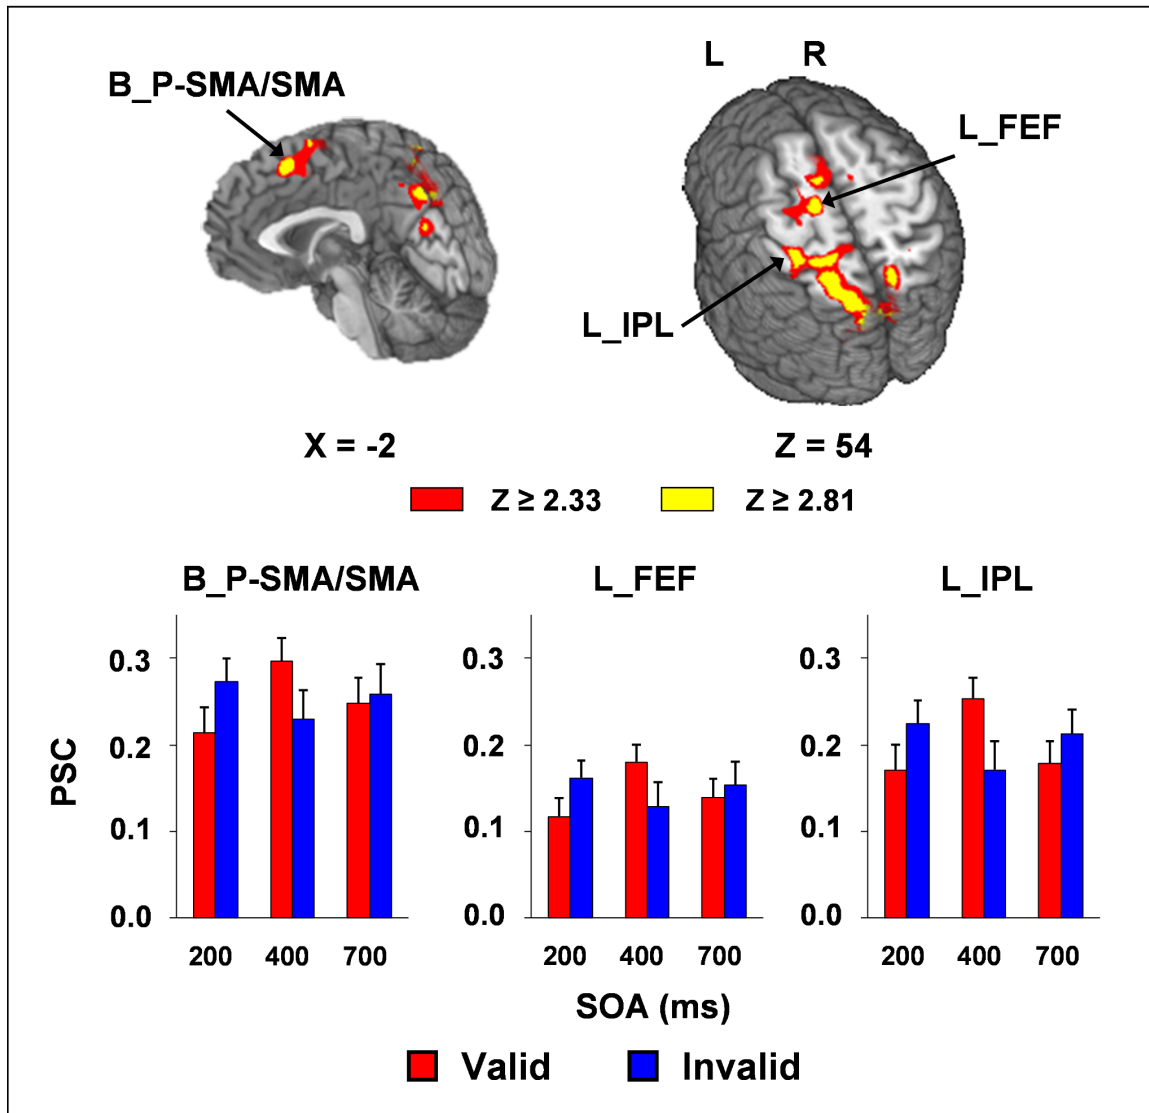 L R
B_P-SMA/SMA
L_FEF
L_IPL
X = -2
Z = 54
Z ≥ 2.33 Z ≥ 2.81
B_P-SMA/SMA L_FEF L_IPL
PSC
0.3 0.3 0.3
0.2 0.2 0.2
0.1 0.1 0.1
0.0 0.0 0.0
200 400 700 200 400 700 200 400 700
SOA (ms)
Valid Invalid